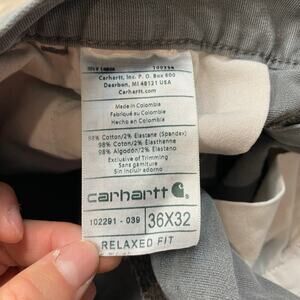 Carhartt, Inc. P.O. Box 600
Dearborn, MI 48121 USA
Carhartt.com
Made in Colombia
Fabriqué au Colombie
Hecho en Colombia
98% Cotton/2% Elastane (Spandex)
98% Coton/2% Elasthanne
98% Algodón/2% Elastano
Exclusive of Trimming
Sans garniture
Sin incluir adorno
carhartt
102291 - 039
36X32
RELAXED FIT